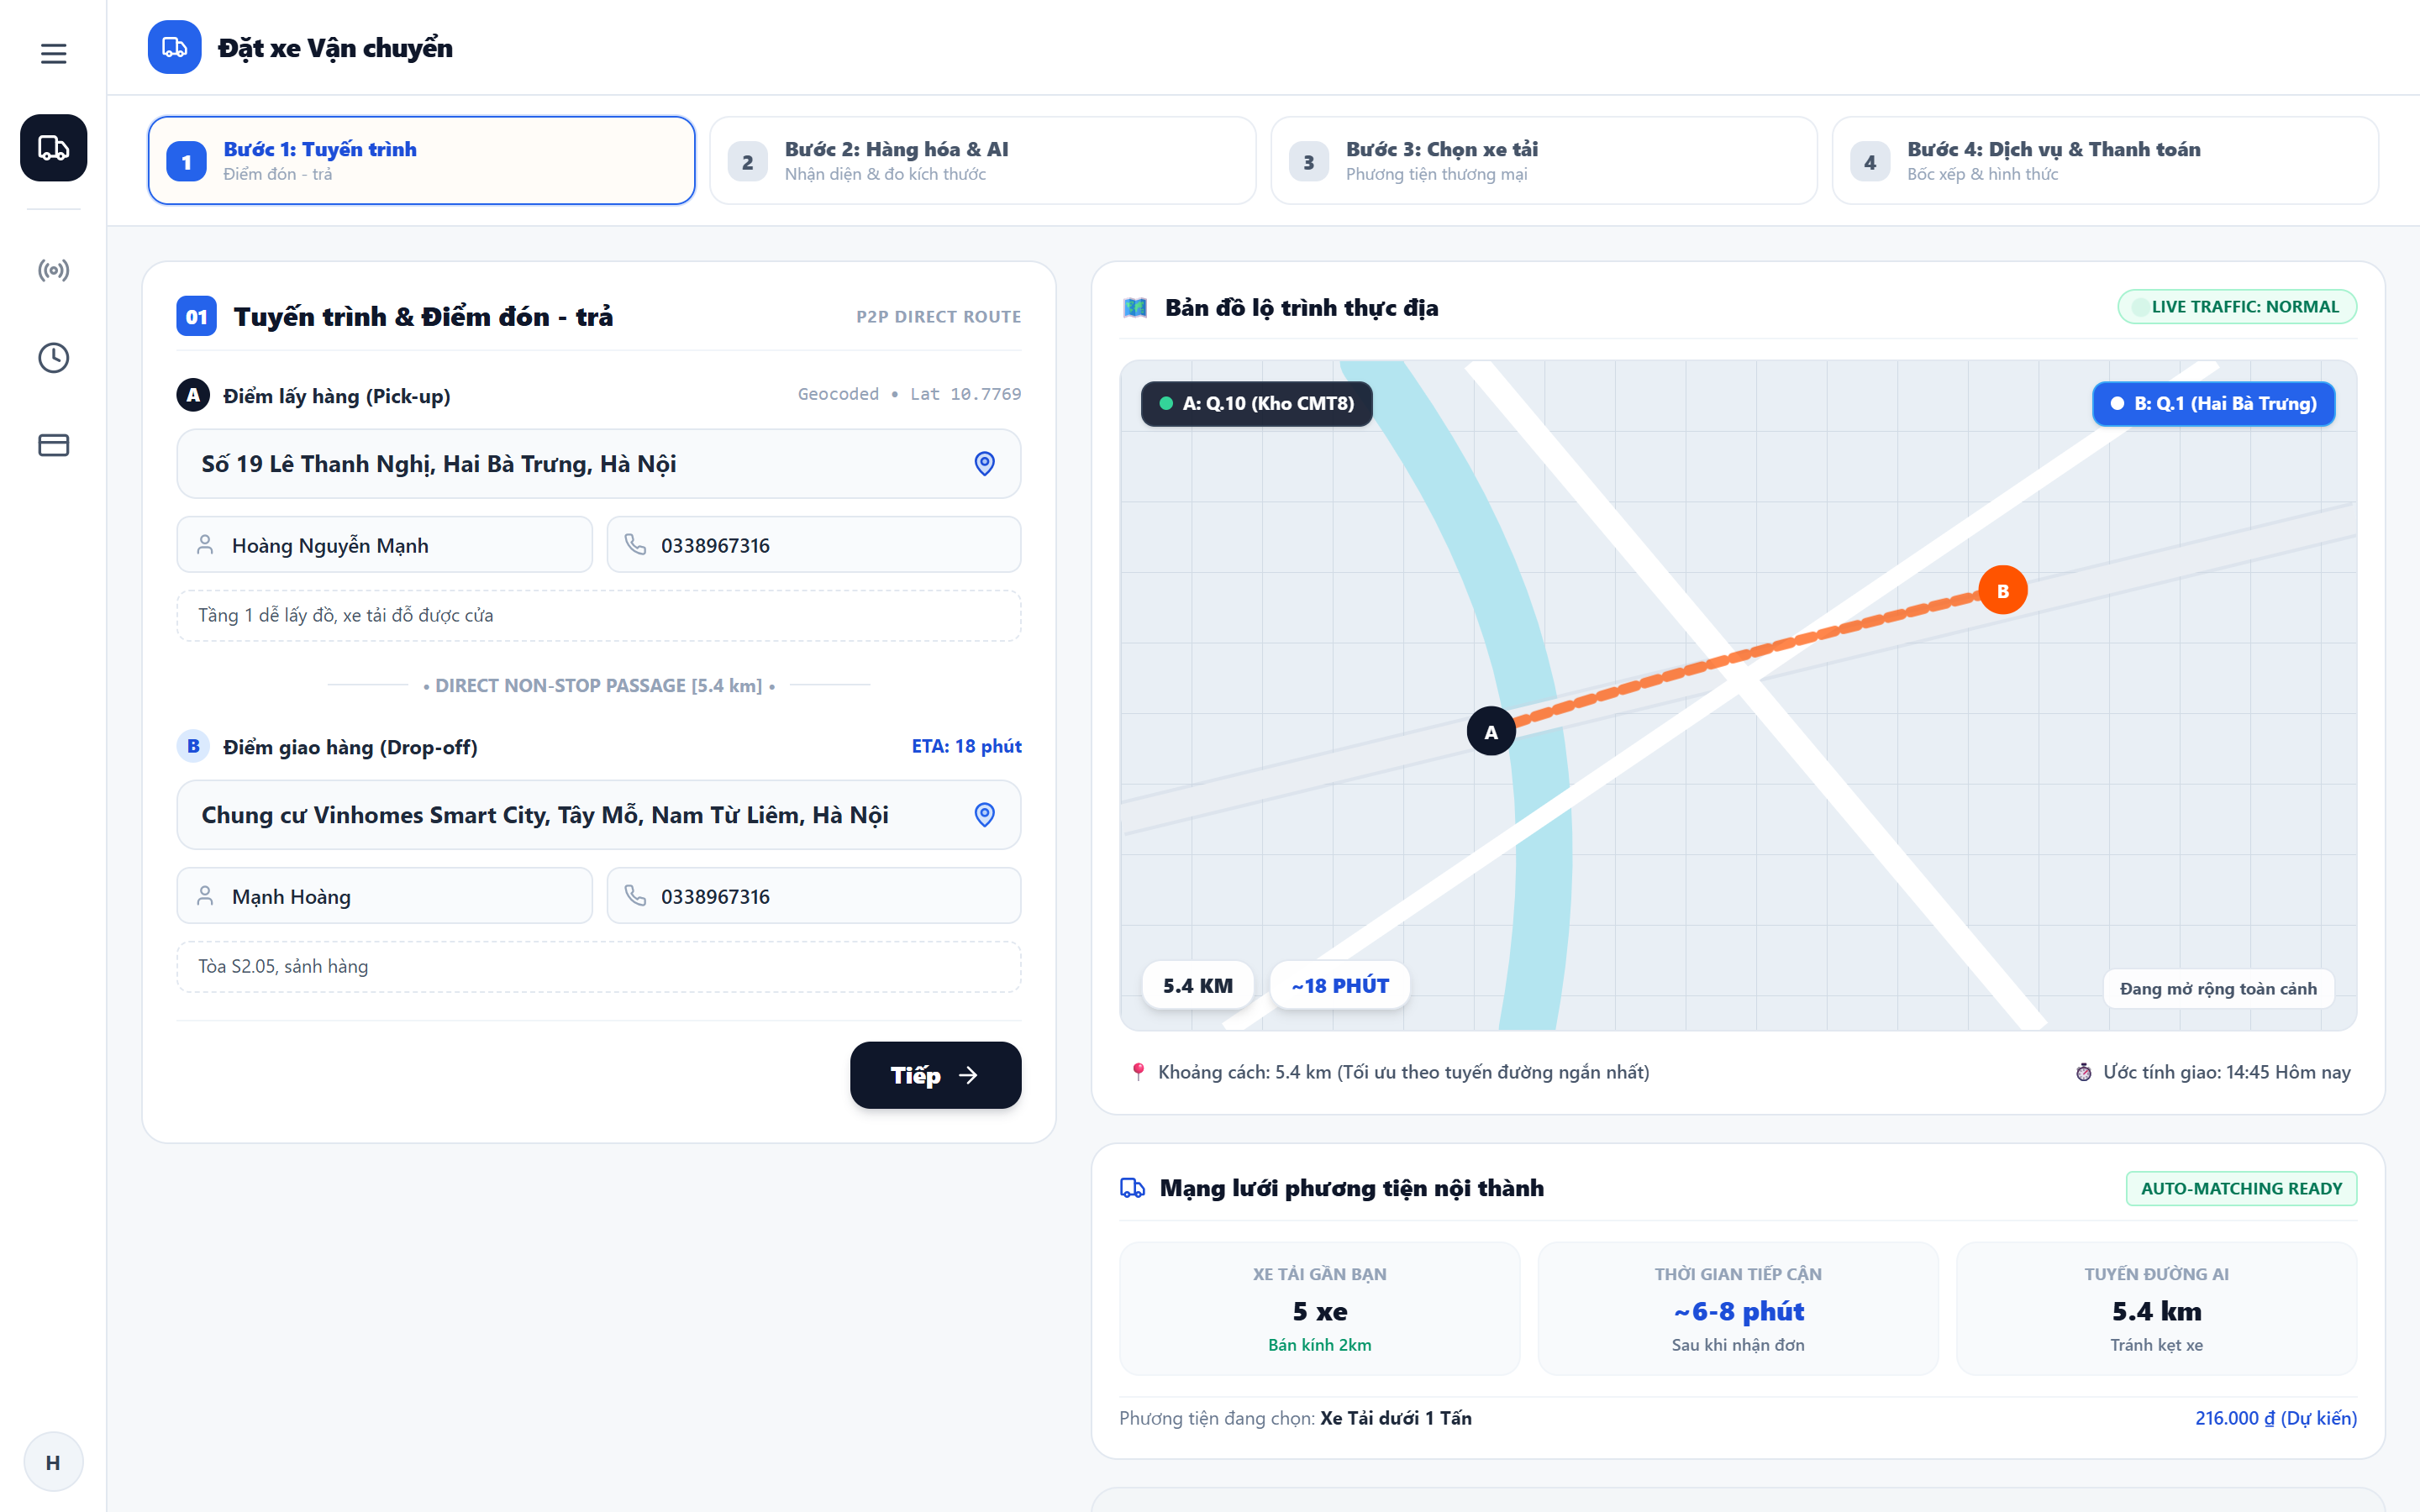 Đặt xe Vận chuyển
1
Bước 1: Tuyến trình
Điểm đón - trả
2
Bước 2: Hàng hóa & AI
Nhận diện & đo kích thước
3
Bước 3: Chọn xe tải
Phương tiện thương mại
4
Bước 4: Dịch vụ & Thanh toán
Bốc xếp & hình thức
01 Tuyến trình & Điểm đón - trả
P2P DIRECT ROUTE
A Điểm lấy hàng (Pick-up)
Geocoded • Lat 10.7769
Số 19 Lê Thanh Nghị, Hai Bà Trưng, Hà Nội
Hoàng Nguyễn Mạnh
0338967316
Tầng 1 dễ lấy đồ, xe tải đỗ được cửa
• DIRECT NON-STOP PASSAGE [5.4 km] •
B Điểm giao hàng (Drop-off)
ETA: 18 phút
Chung cư Vinhomes Smart City, Tây Mỗ, Nam Từ Liêm, Hà Nội
Mạnh Hoàng
0338967316
Tòa S2.05, sảnh hàng
Tiếp
Bản đồ lộ trình thực địa
LIVE TRAFFIC: NORMAL
A: Q.10 (Kho CMT8)
B: Q.1 (Hai Bà Trưng)
B
A
5.4 KM
~18 PHÚT
Đang mở rộng toàn cảnh
Khoảng cách: 5.4 km (Tối ưu theo tuyến đường ngắn nhất)
Ước tính giao: 14:45 Hôm nay
Mạng lưới phương tiện nội thành
AUTO-MATCHING READY
XE TẢI GẦN BẠN
5 xe
Bán kính 2km
THỜI GIAN TIẾP CẬN
~6-8 phút
Sau khi nhận đơn
TUYẾN ĐƯỜNG AI
5.4 km
Tránh kẹt xe
Phương tiện đang chọn: Xe Tải dưới 1 Tấn
216.000 ₫ (Dự kiến)
H